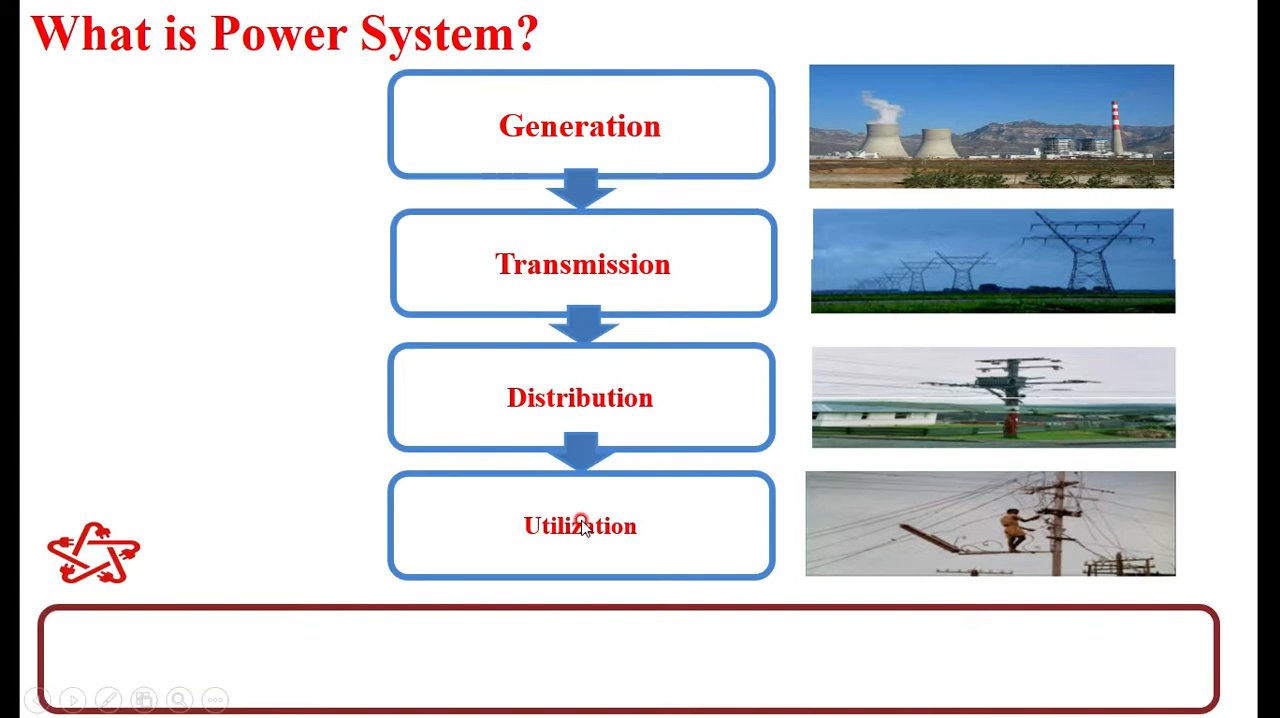 What is Power System?
Generation
Transmission
Distribution
Utilization